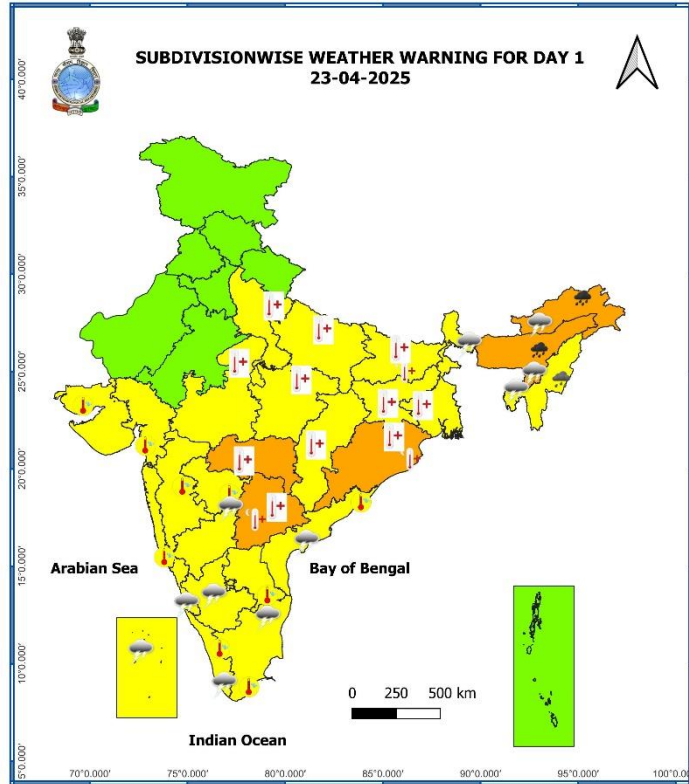 SUBDIVISIONWISE WEATHER WARNING FOR DAY 1
23-04-2025
40°0.000'
35°0.000'
30°0.000'
25°0.000'
20°0.000'
15°0.000'
10°0.000'
5°0.000'
Arabian Sea
Bay of Bengal
0 250 500 km
Indian Ocean
70°0.000' 75°0.000' 80°0.000' 85°0.000' 90°0.000' 95°0.000' 100°0.000'